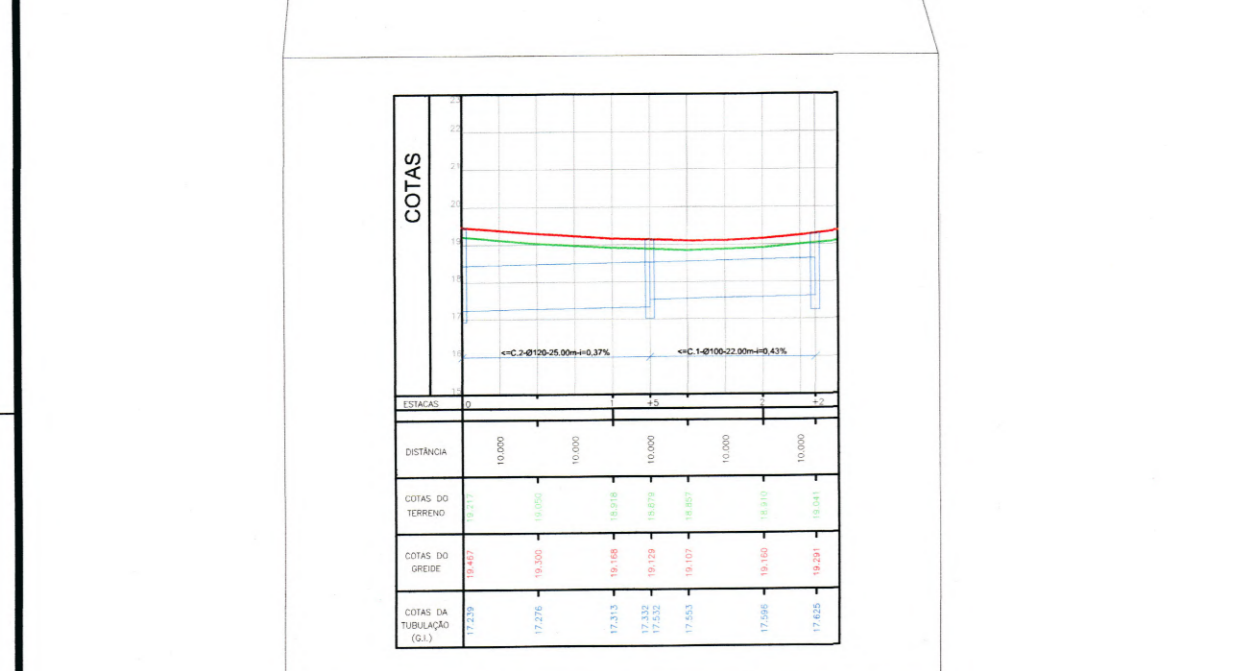 COTAS
23
22
21
20
19
18
17
16
15
<=C.2-Ø120-25.00m-i=0,37%
<=C.1-Ø100-22.00m-i=0,43%
ESTACAS 0 1 +5 2 +2
DISTÂNCIA 10.000 10.000 10.000 10.000 10.000
COTAS DO
TERRENO
19.217 19.050 18.918 18.879 18.857 18.910 19.041
COTAS DO
GREIDE
19.467 19.300 19.168 19.129 19.107 19.160 19.291
COTAS DA
TUBULAÇÃO
(G.I.)
17.239 17.276 17.313 17.332 17.532 17.553 17.596 17.625